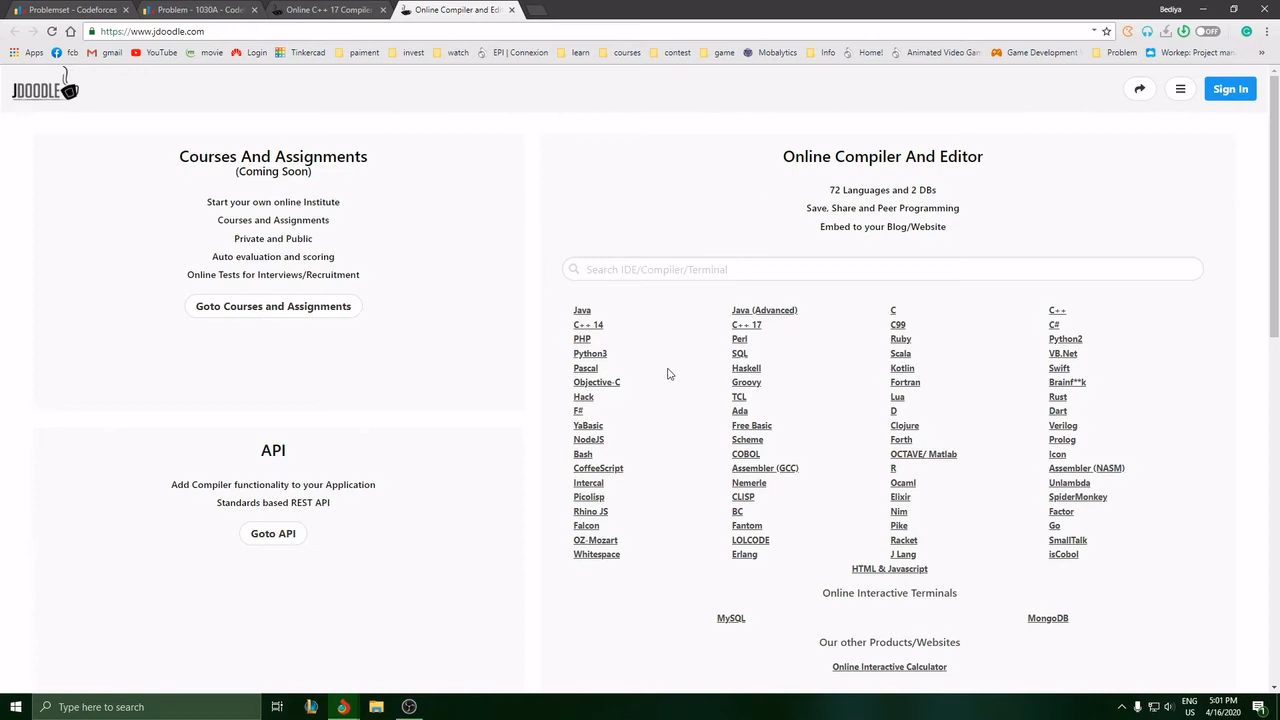 Problemset - Codeforces
Problem - 1030A - Codef
Online C++ 17 Compiler
Online Compiler and Edi
Bediya
https://www.jdoodle.com
Apps
fcb
gmail
YouTube
movie
Login
Tinkercad
paiment
invest
watch
EPI | Connexion
learn
courses
contest
game
Mobalytics
Info
Home!
Animated Video Gam
Game Development
Problem
Workep: Project man
OFF
JDOODLE
Sign In
Courses And Assignments
(Coming Soon)
Start your own online Institute
Courses and Assignments
Private and Public
Auto evaluation and scoring
Online Tests for Interviews/Recruitment
Goto Courses and Assignments
API
Add Compiler functionality to your Application
Standards based REST API
Goto API
Online Compiler And Editor
72 Languages and 2 DBs
Save, Share and Peer Programming
Embed to your Blog/Website
Search IDE/Compiler/Terminal
Java Java (Advanced) C C++
C++ 14 C++ 17 C99 C#
PHP Perl Ruby Python2
Python3 SQL Scala VB.Net
Pascal Haskell Kotlin Swift
Objective-C Groovy Fortran Brainf**k
Hack TCL Lua Rust
F# Ada D Dart
YaBasic Free Basic Clojure Verilog
NodeJS Scheme Forth Prolog
Bash COBOL OCTAVE/ Matlab Icon
CoffeeScript Assembler (GCC) R Assembler (NASM)
Intercal Nemerle Ocaml Unlambda
Picolisp CLISP Elixir SpiderMonkey
Rhino JS BC Nim Factor
Falcon Fantom Pike Go
OZ-Mozart LOLCODE Racket SmallTalk
Whitespace Erlang J Lang isCobol
HTML & Javascript
Online Interactive Terminals
MySQL MongoDB
Our other Products/Websites
Online Interactive Calculator
Type here to search
ENG
US
5:01 PM
4/16/2020
1